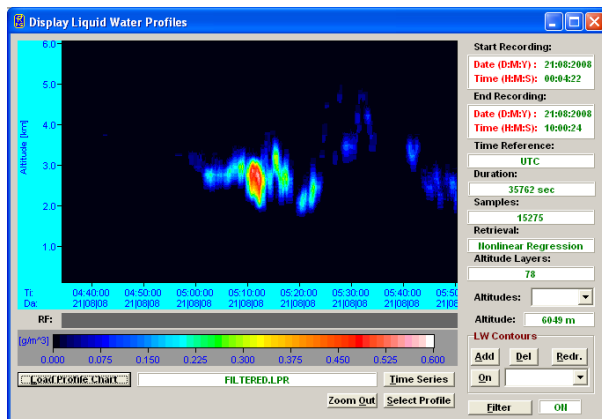 Display Liquid Water Profiles
Altitude [km]
6.0
5.0
4.0
3.0
2.0
1.0
Ti: 04:40:00 04:50:00 05:00:00 05:10:00 05:20:00 05:30:00 05:40:00 05:50
Da: 21|08|08 21|08|08 21|08|08 21|08|08 21|08|08 21|08|08 21|08|08 21|08
RF:
[g/m^3]
0.000 0.075 0.150 0.225 0.300 0.375 0.450 0.525 0.600
Load Profile Chart FILTERED.LPR Time Series
Zoom Out Select Profile
Start Recording:
Date (D:M:Y) : 21:08:2008
Time (H:M:S): 00:04:22
End Recording:
Date (D:M:Y) : 21:08:2008
Time (H:M:S): 10:00:24
Time Reference:
UTC
Duration:
35762 sec
Samples:
15275
Retrieval:
Nonlinear Regression
Altitude Layers:
78
Altitudes:
Altitude: 6049 m
LW Contours
Add Del Redr.
On
Filter ON